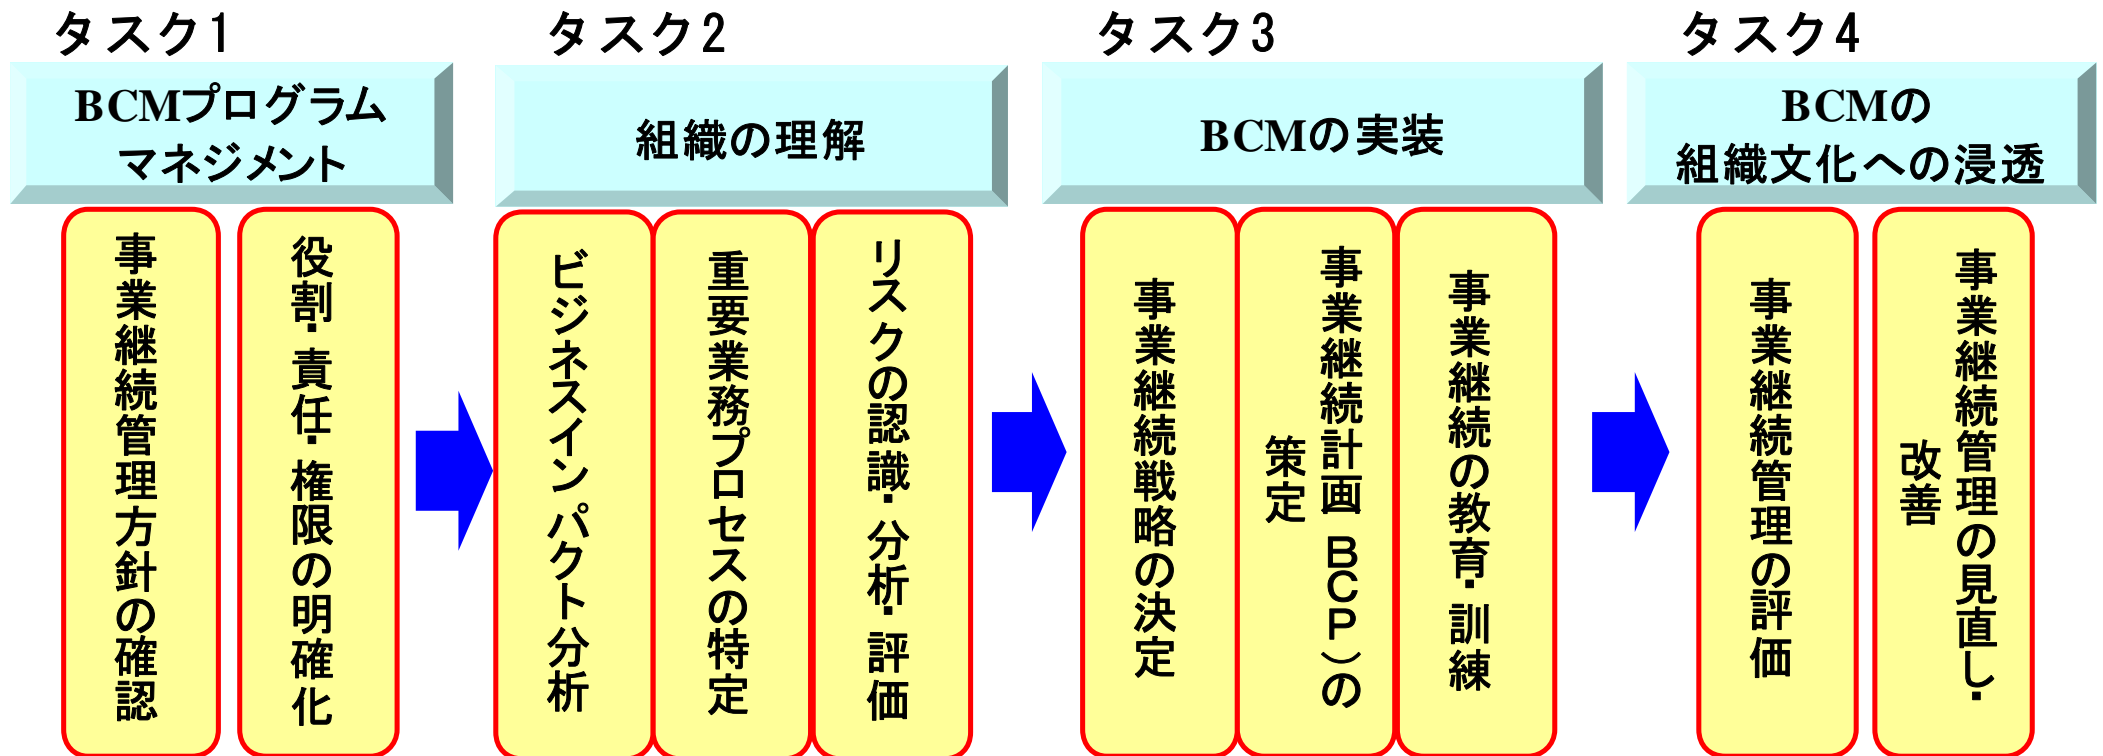 タスク1
BCMプログラム
マネジメント
事業継続管理方針の確認
役割・責任・権限の明確化
タスク2
組織の理解
ビジネスインパクト分析
重要業務プロセスの特定
リスクの認識・分析・評価
タスク3
BCMの実装
事業継続戦略の決定
事業継続計画 BCP)の
策定
事業継続の教育・訓練
タスク4
BCMの
組織文化への浸透
事業継続管理の評価
事業継続管理の見直し・
改善